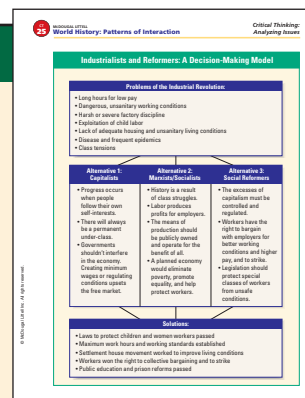 CT
25
McDOUGAL LITTELL
World History: Patterns of Interaction
Critical Thinking:
Analyzing Issues
Industrialists and Reformers: A Decision-Making Model
Problems of the Industrial Revolution:
• Long hours for low pay
• Dangerous, unsanitary working conditions
• Harsh or severe factory discipline
• Exploitation of child labor
• Lack of adequate housing and unsanitary living conditions
• Disease and frequent epidemics
• Class tensions
Alternative 1:
Capitalists
• Progress occurs
when people
follow their own
self-interests.
• There will always
be a permanent
under-class.
• Governments
shouldn't interfere
in the economy.
Creating minimum
wages or regulating
conditions upsets
the free market.
Alternative 2:
Marxists/Socialists
• History is a result
of class struggles.
• Labor produces
profits for employers.
• The means of
production should
be publicly owned
and operate for the
benefit of all.
• A planned economy
would eliminate
poverty, promote
equality, and help
protect workers.
Alternative 3:
Social Reformers
• The excesses of
capitalism must be
controlled and
regulated.
• Workers have the
right to bargain
with employers for
better working
conditions and higher
pay, and to strike.
• Legislation should
protect special
classes of workers
from unsafe
conditions.
Solutions:
• Laws to protect children and women workers passed
• Maximum work hours and working standards established
• Settlement house movement worked to improve living conditions
• Workers won the right to collective bargaining and to strike
• Public education and prison reforms passed
© McDougal Littell Inc. All rights reserved.